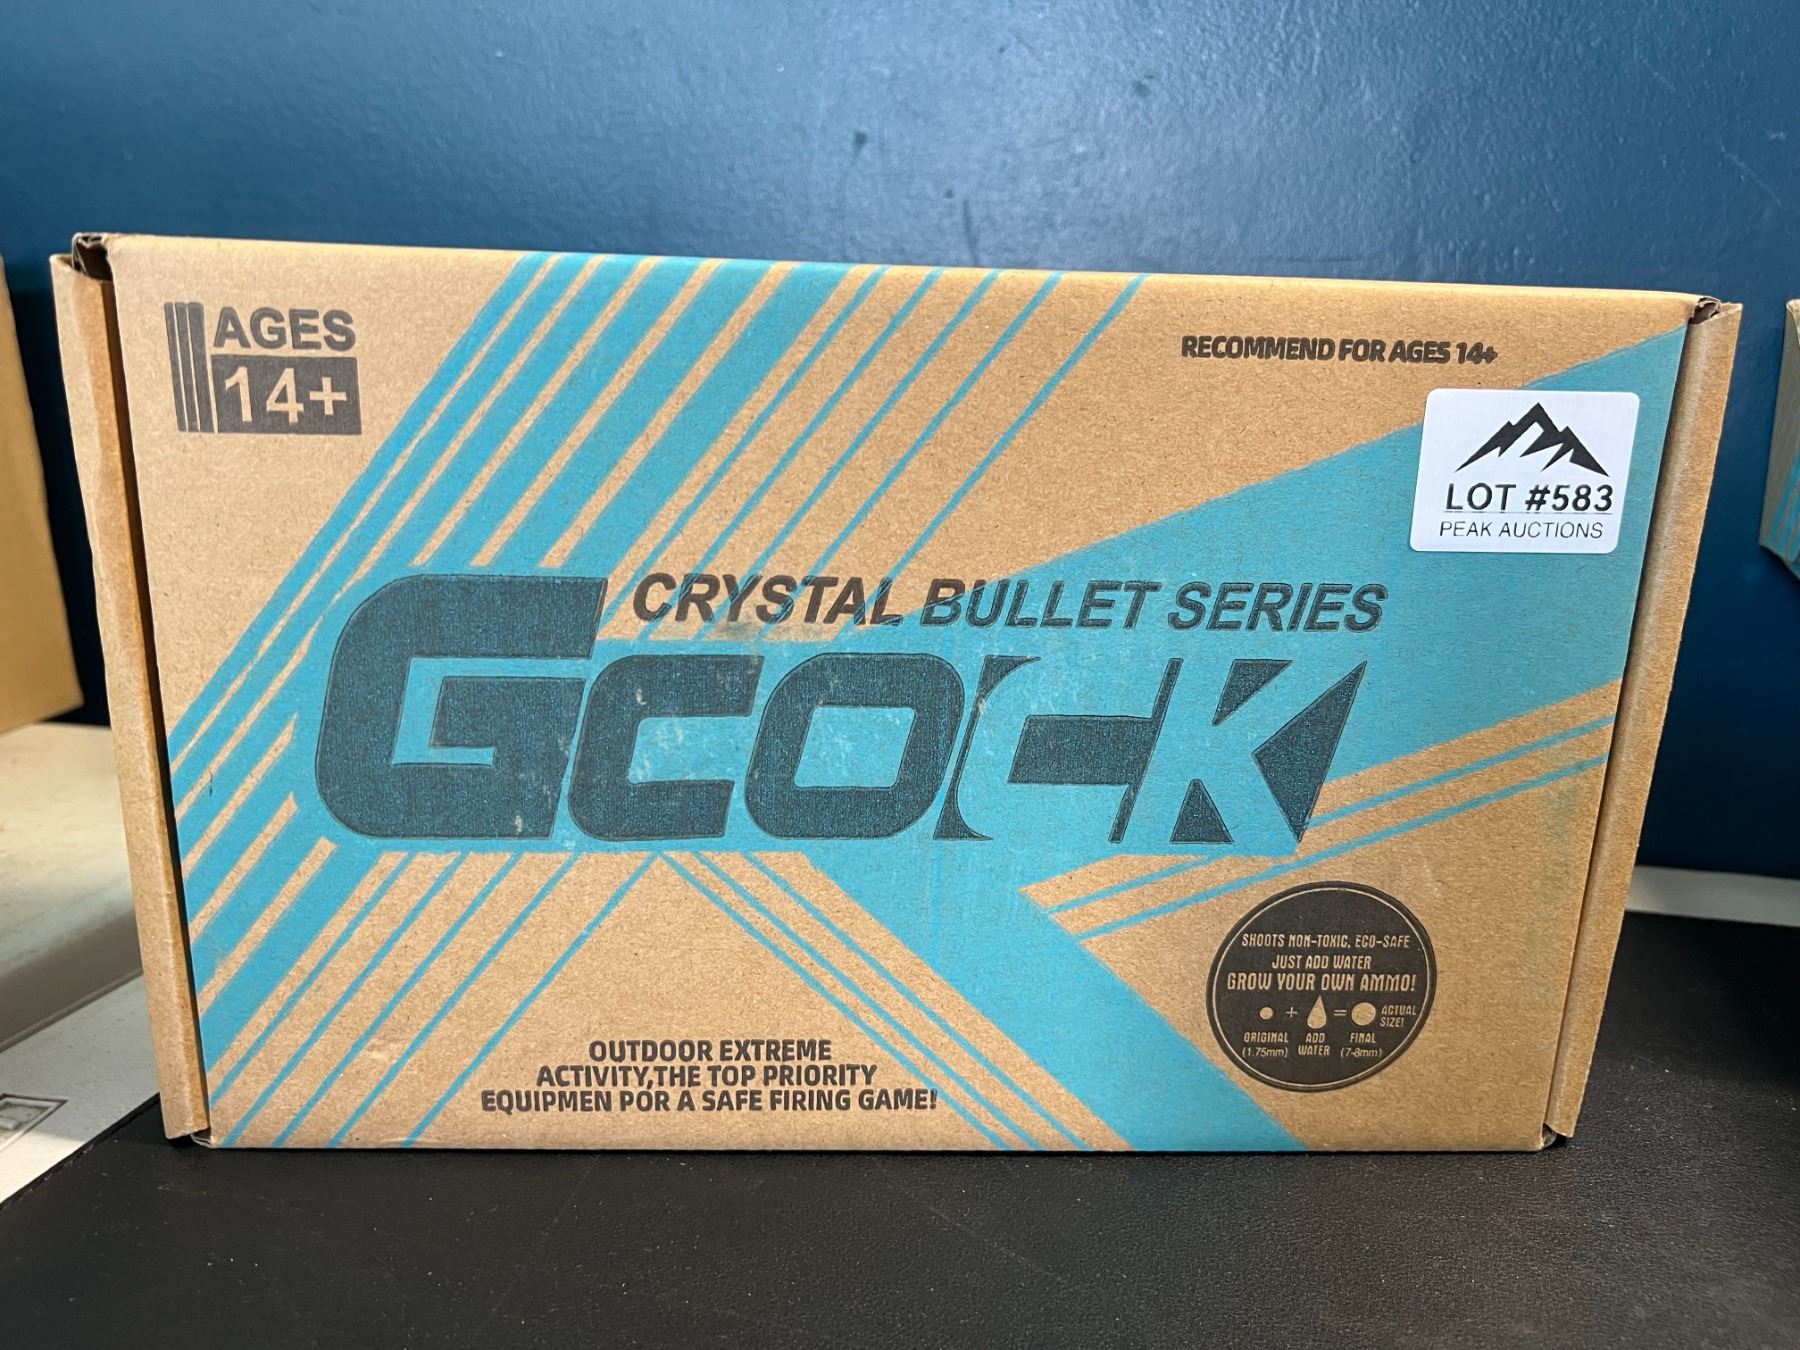 AGES
14+
RECOMMEND FOR AGES 14+
LOT #583
PEAK AUCTIONS
CRYSTAL BULLET SERIES
GCOCK
SHOOTS NON-TOXIC, ECO-SAFE
JUST ADD WATER
GROW YOUR OWN AMMO!
+ = ACTUAL SIZE!
ORIGINAL ADD FINAL
(1.75mm) WATER (7-8mm)
OUTDOOR EXTREME
ACTIVITY,THE TOP PRIORITY
EQUIPMEN POR A SAFE FIRING GAME!